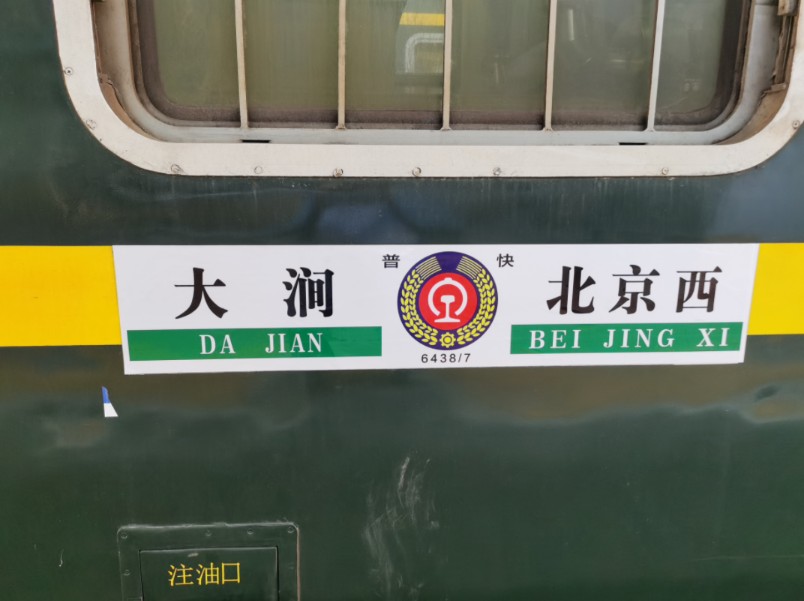 普 快
大 涧
北京西
DA JIAN
BEI JING XI
6438/7
注油口